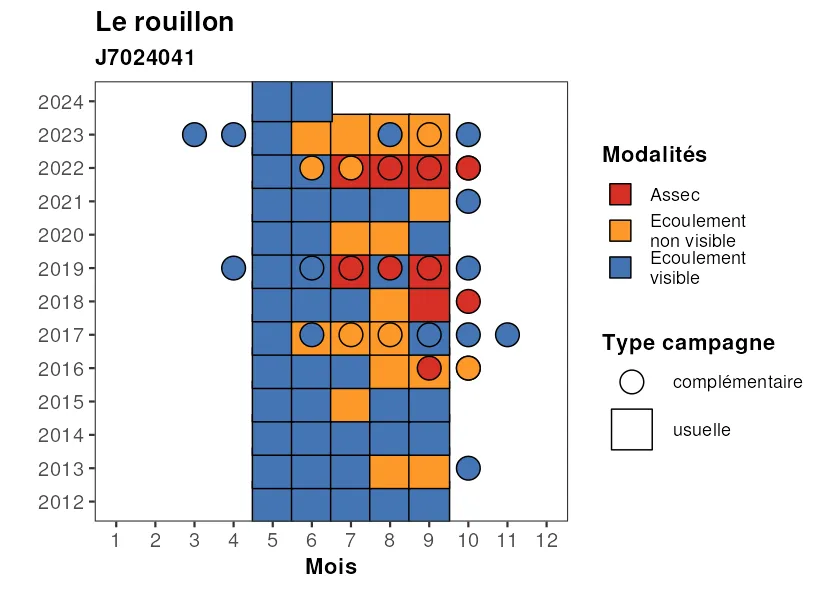 Le rouillon
J7024041
2024
2023
2022
2021
2020
2019
2018
2017
2016
2015
2014
2013
2012
1 2 3 4 5 6 7 8 9 10 11 12
Mois
Modalités
Assec
Ecoulement
non visible
Ecoulement
visible
Type campagne
complémentaire
usuelle